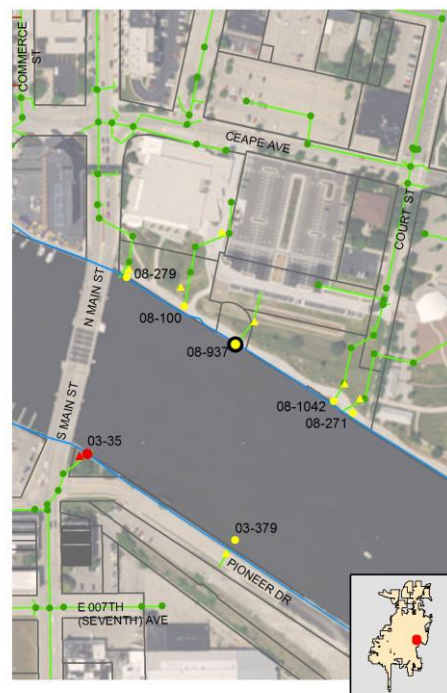 COMMERCE
ST
CEAPE AVE
COURT ST
N MAIN ST
08-279
08-100
08-937
08-1042
08-271
S MAIN ST
03-35
03-379
PIONEER DR
E 007TH
(SEVENTH) AVE